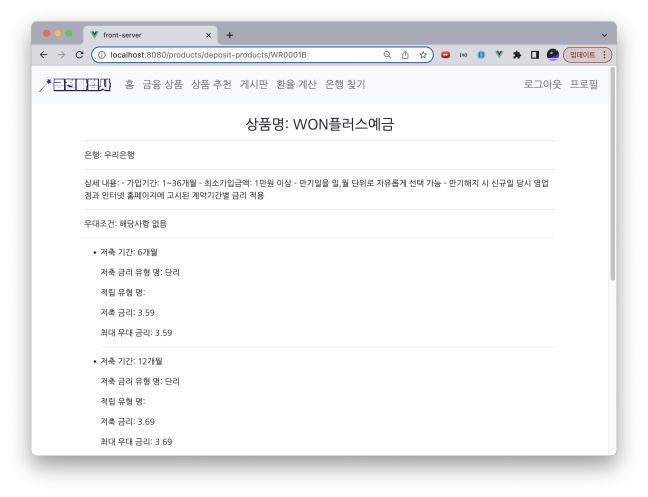 front-server
localhost:8080/products/deposit-products/WR0001B
업데이트
홈 금융 상품 상품 추천 게시판 환율 계산 은행 찾기 로그아웃 프로필
상품명: WON플러스예금
은행: 우리은행
상세 내용: - 가입기간: 1~36개월 - 최소가입금액: 1만원 이상 - 만기일을 일,월 단위로 자유롭게 선택 가능 - 만기해지 시 신규일 당시 영업
점과 인터넷 홈페이지에 고시된 계약기간별 금리 적용
우대조건: 해당사항 없음
• 저축 기간: 6개월
저축 금리 유형 명: 단리
적립 유형 명:
저축 금리: 3.59
최대 우대 금리: 3.59
• 저축 기간: 12개월
저축 금리 유형 명: 단리
적립 유형 명:
저축 금리: 3.69
최대 우대 금리: 3.69